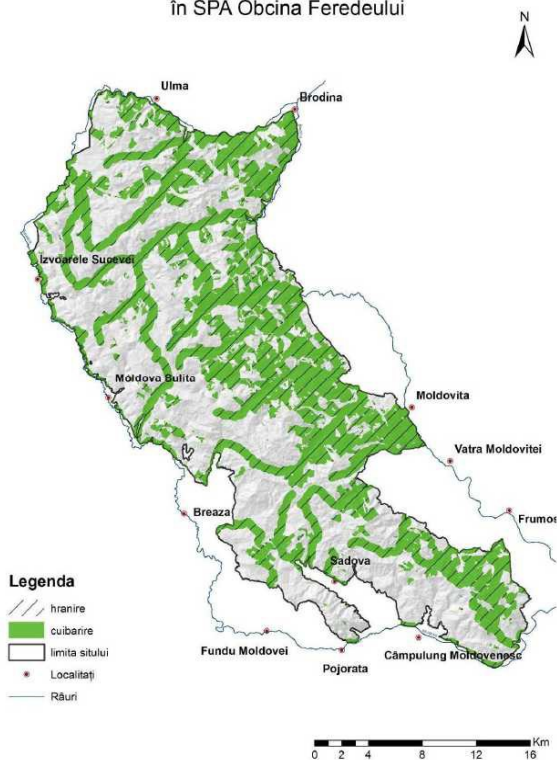 în SPA Obcina Feredeului
N
Ulma
Brodina
Izvoarele Sucevei
Moldova Sulita
Moldovita
Vatra Moldovitei
Breaza
Frumos
Sadova
Legenda
hranire
cuibarire
limita sitului
Localitați
Râuri
Fundu Moldovei
Pojorata
Câmpulung Moldovenesc
0 2 4 8 12 16 Km